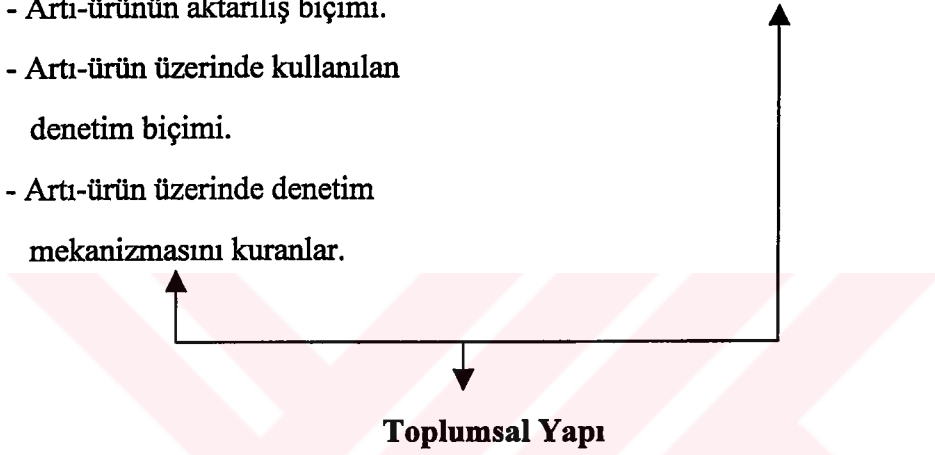 - Artı-ürünün aktarılış biçimi.
- Artı-ürün üzerinde kullanılan
denetim biçimi.
- Artı-ürün üzerinde denetim
mekanizmasını kuranlar.
Toplumsal Yapı